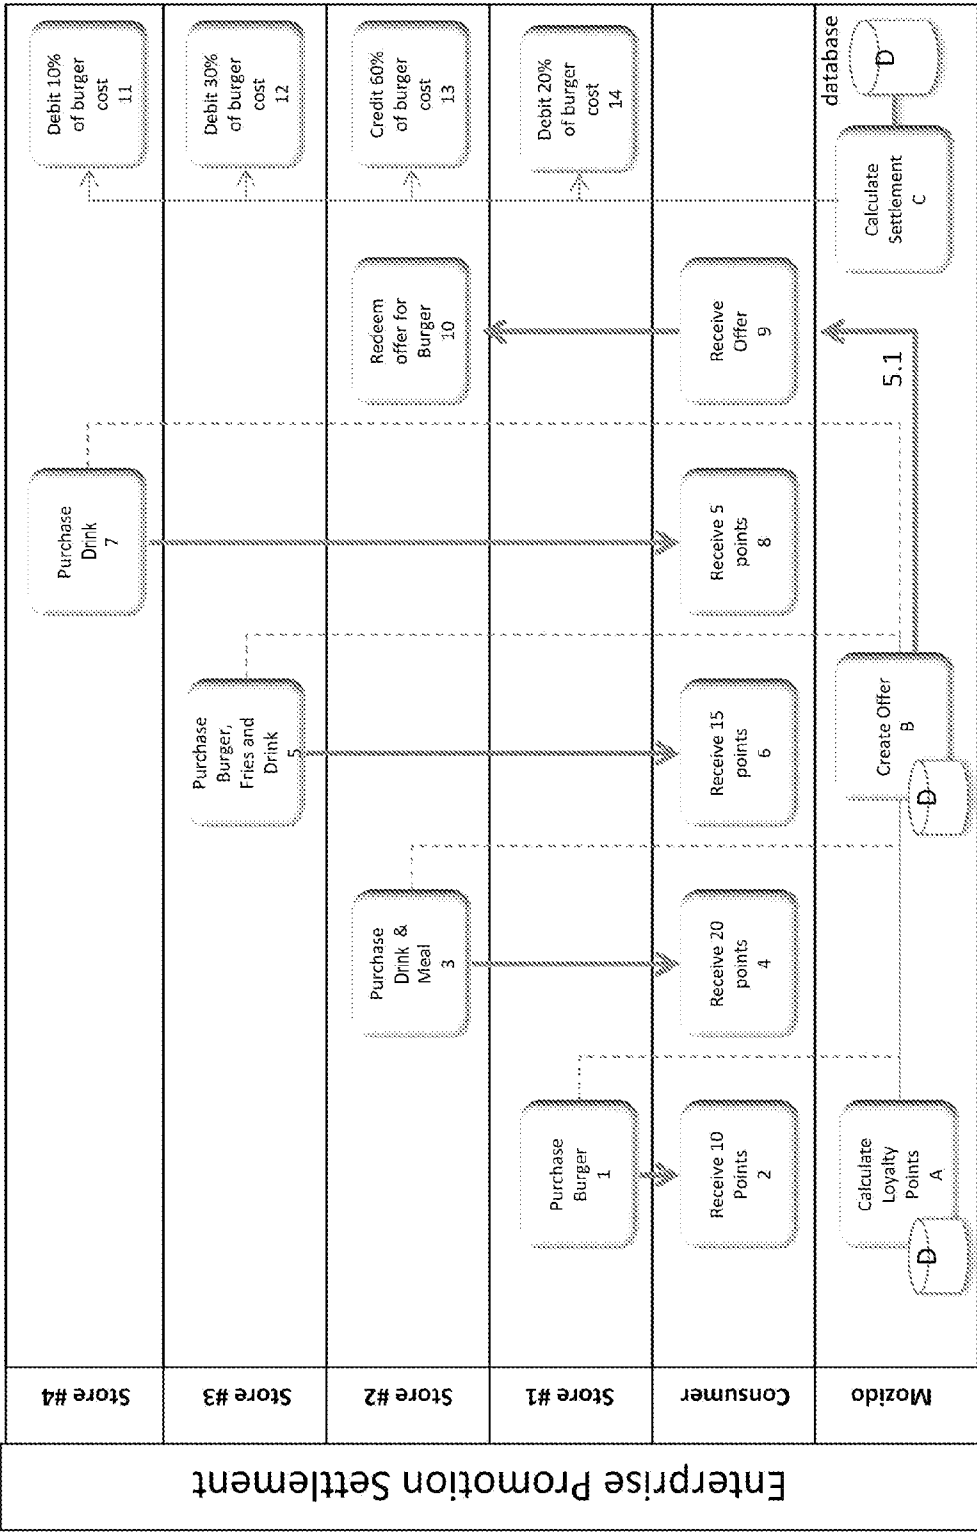 Enterprise Promotion Settlement
Store #4
Purchase
Drink
7
Debit 10%
of burger
cost
11
Store #3
Purchase
Burger,
Fries and
Drink
5
Debit 30%
of burger
cost
12
Store #2
Purchase
Drink &
Meal
3
Redeem
offer for
Burger
10
Credit 60%
of burger
cost
13
Store #1
Purchase
Burger
1
Debit 20%
of burger
cost
14
Consumer
Receive 10
Points
2
Receive 20
points
4
Receive 15
points
6
Receive 5
points
8
Receive
Offer
9
Mozido
Calculate
Loyalty
Points
A
D
Create Offer
B
D
5.1
Calculate
Settlement
C
database
D